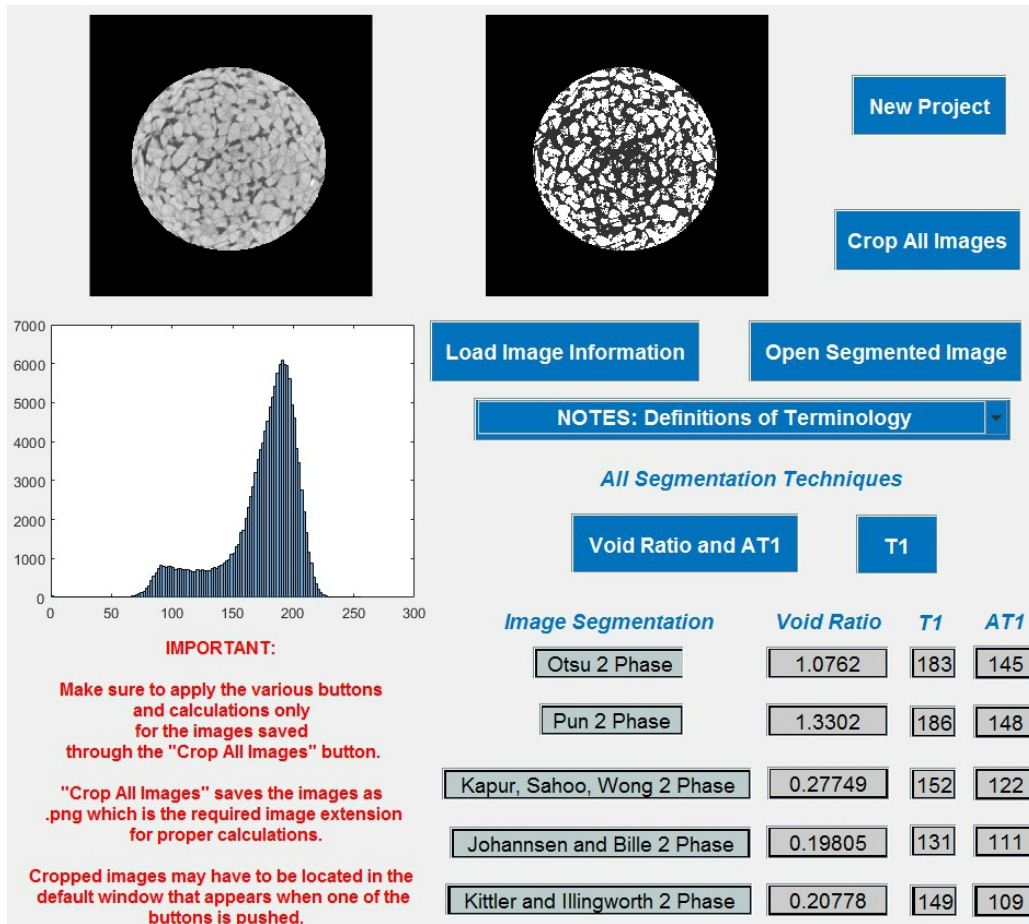 New Project
Crop All Images
Load Image Information
Open Segmented Image
NOTES: Definitions of Terminology
All Segmentation Techniques
Void Ratio and AT1
T1
7000
6000
5000
4000
3000
2000
1000
0
0 50 100 150 200 250 300
IMPORTANT:
Make sure to apply the various buttons
and calculations only
for the images saved
through the "Crop All Images" button.
"Crop All Images" saves the images as
.png which is the required image extension
for proper calculations.
Cropped images may have to be located in the
default window that appears when one of the
buttons is pushed.
Image Segmentation Void Ratio T1 AT1
Otsu 2 Phase 1.0762 183 145
Pun 2 Phase 1.3302 186 148
Kapur, Sahoo, Wong 2 Phase 0.27749 152 122
Johannsen and Bille 2 Phase 0.19805 131 111
Kittler and Illingworth 2 Phase 0.20778 149 109